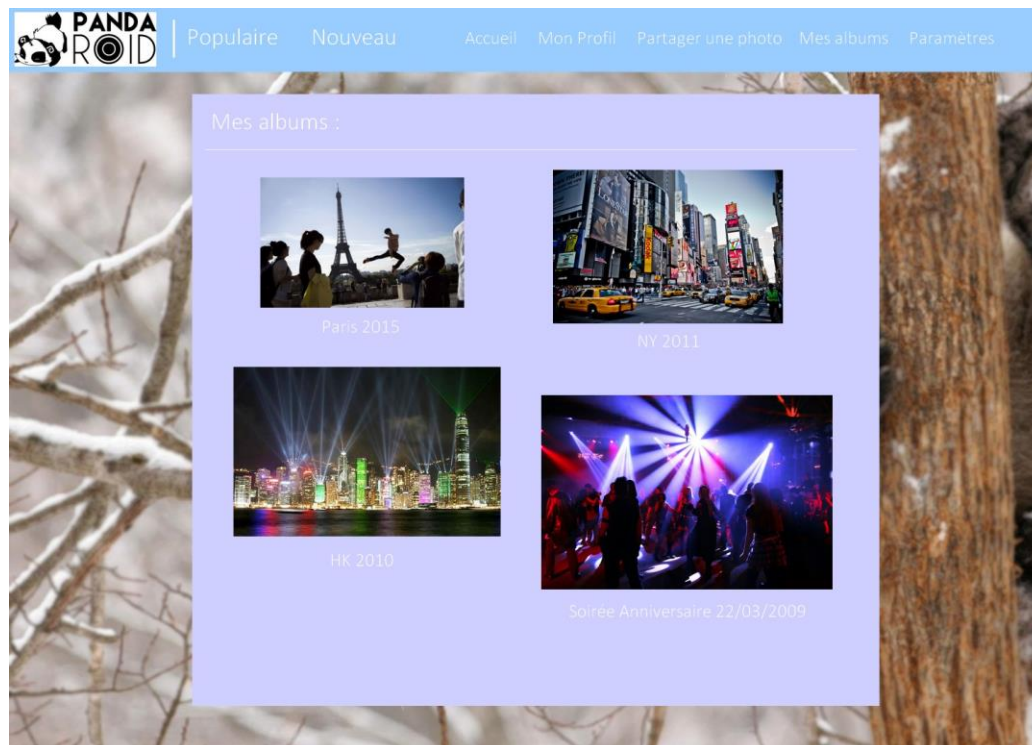 PANDA
ROID
Populaire Nouveau Accueil Mon Profil Partager une photo Mes albums Paramètres
Mes albums :
Paris 2015
NY 2011
HK 2010
Soirée Anniversaire 22/03/2009